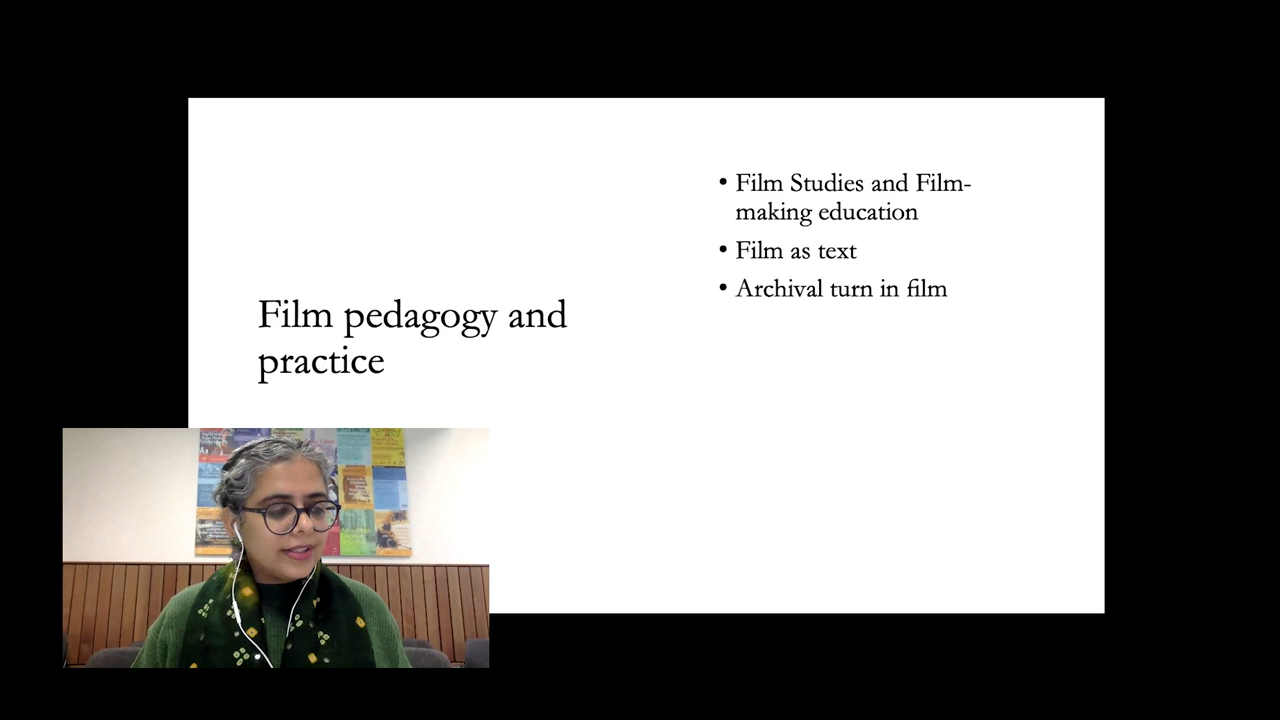 Film pedagogy and
practice
• Film Studies and Film-
making education
• Film as text
• Archival turn in film